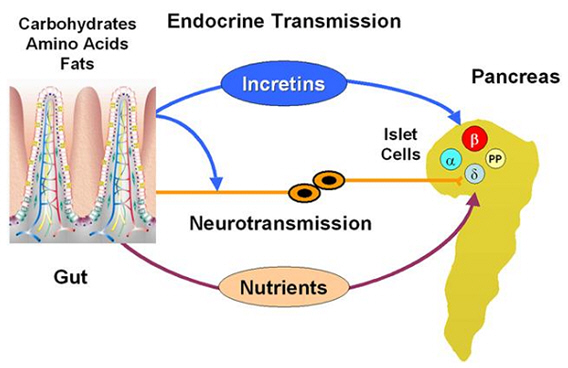 Carbohydrates
Amino Acids
Fats
Endocrine Transmission
Incretins
Pancreas
Islet
Cells
β
α
PP
δ
Neurotransmission
Gut
Nutrients